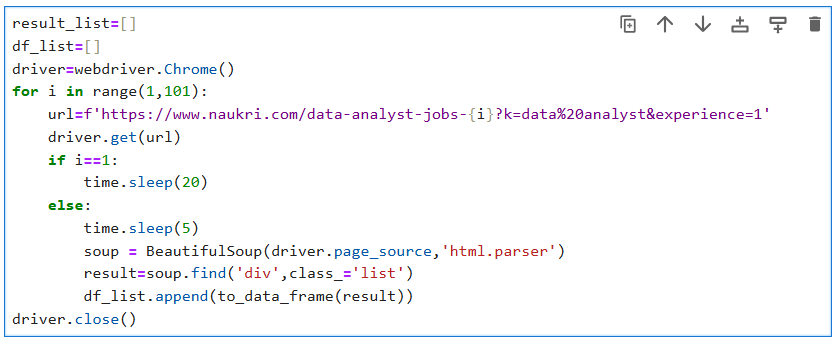 result_list=[]
df_list=[]
driver=webdriver.Chrome()
for i in range(1,101):
    url=f'https://www.naukri.com/data-analyst-jobs-{i}?k=data%20analyst&experience=1'
    driver.get(url)
    if i==1:
        time.sleep(20)
    else:
        time.sleep(5)
        soup = BeautifulSoup(driver.page_source,'html.parser')
        result=soup.find('div',class_='list')
        df_list.append(to_data_frame(result))
driver.close()